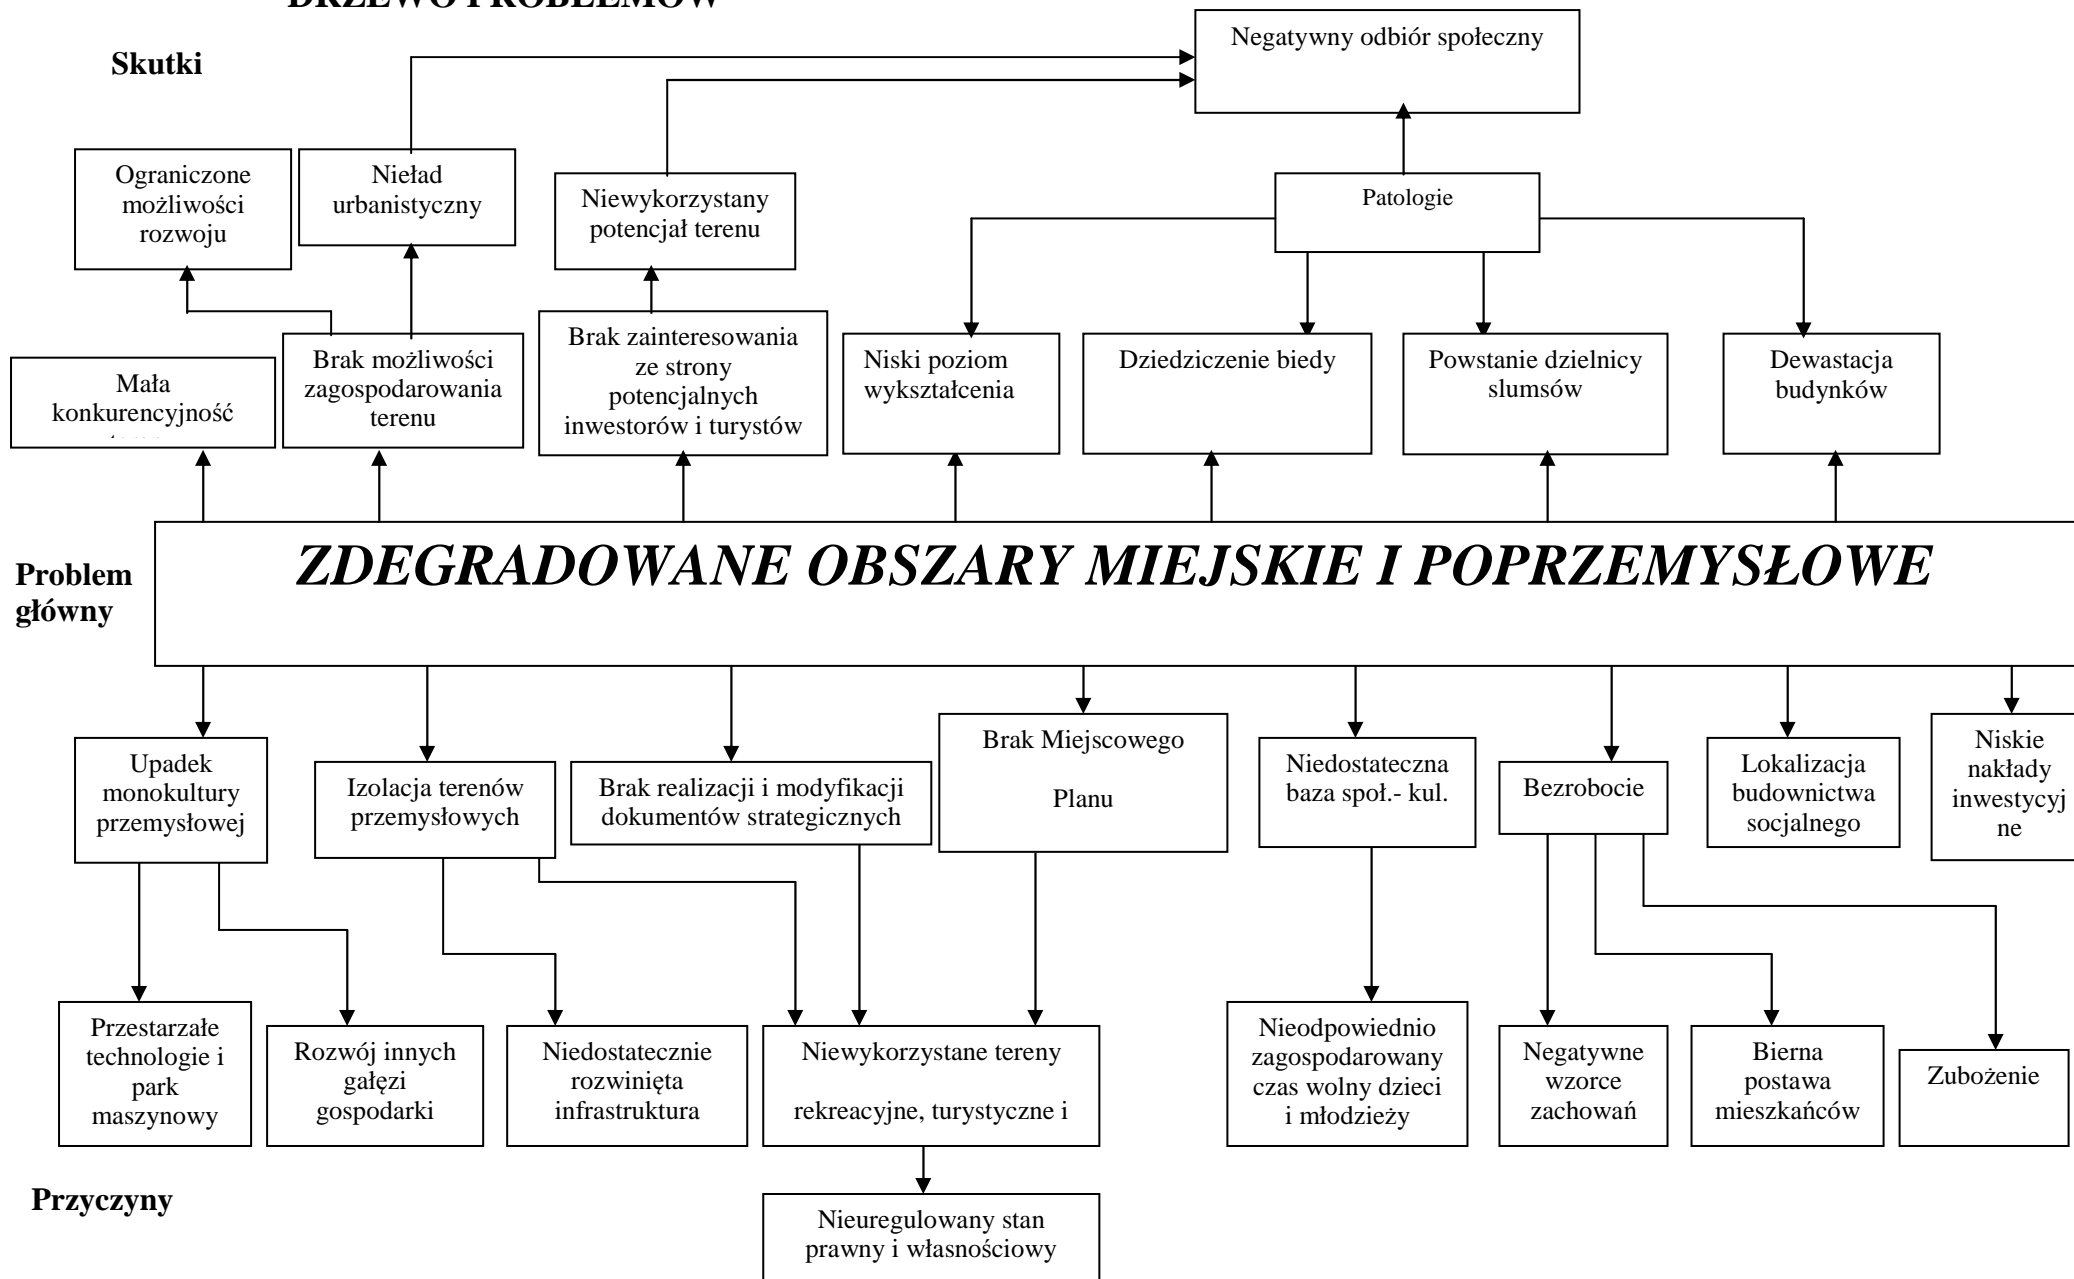 DRZEWO PROBLEMÓW
Skutki
Negatywny odbiór społeczny
Ograniczone
możliwości
rozwoju
Nieład
urbanistyczny
Niewykorzystany
potencjał terenu
Patologie
Mała
konkurencyjność
Brak możliwości
zagospodarowania
terenu
Brak zainteresowania
ze strony
potencjalnych
inwestorów i turystów
Niski poziom
wykształcenia
Dziedziczenie biedy
Powstanie dzielnicy
slumsów
Dewastacja
budynków
Problem
główny
ZDEGRADOWANE OBSZARY MIEJSKIE I POPRZEMYSŁOWE
Upadek
monokultury
przemysłowej
Izolacja terenów
przemysłowych
Brak realizacji i modyfikacji
dokumentów strategicznych
Brak Miejscowego
Planu
Niedostateczna
baza społ.- kul.
Bezrobocie
Lokalizacja
budownictwa
socjalnego
Niskie
nakłady
inwestycyj
ne
Przestarzałe
technologie i
park
maszynowy
Rozwój innych
gałęzi
gospodarki
Niedostatecznie
rozwinięta
infrastruktura
Niewykorzystane tereny
rekreacyjne, turystyczne i
Nieodpowiednio
zagospodarowany
czas wolny dzieci
i młodzieży
Negatywne
wzorce
zachowań
Bierna
postawa
mieszkańców
Zubożenie
Przyczyny
Nieuregulowany stan
prawny i własnościowy